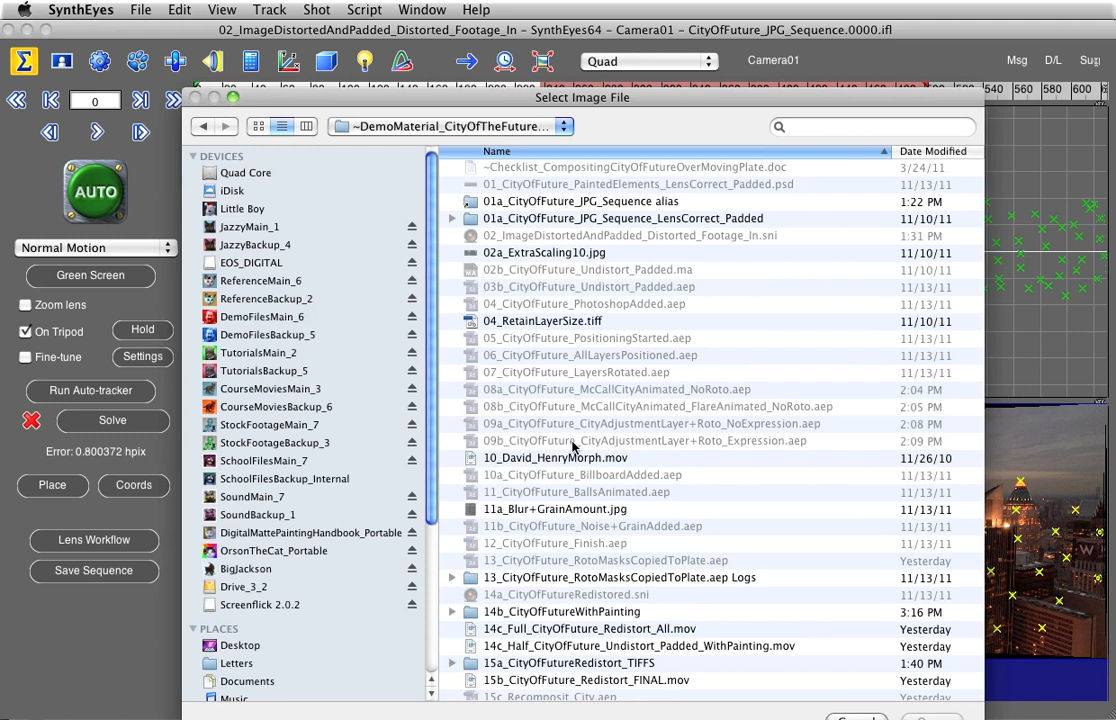 SynthEyes File Edit View Track Shot Script Window Help
02_ImageDistortedAndPadded_Distorted_Footage_In - SynthEyes64 - Camera01 - CityOfFuture_JPG_Sequence.0000.ifl
Quad Camera01 Msg D/L
0
540 560 580 600
Select Image File
~DemoMaterial_CityOfTheFuture...
AUTO
Normal Motion
Green Screen
Zoom lens
On Tripod Hold
Fine-tune Settings
Run Auto-tracker
Solve
Error: 0.800372 hpix
Place Coords
Lens Workflow
Save Sequence
DEVICES
Quad Core
iDisk
Little Boy
JazzyMain_1
JazzyBackup_4
EOS_DIGITAL
ReferenceMain_6
ReferenceBackup_2
DemoFilesMain_6
DemoFilesBackup_5
TutorialsMain_2
TutorialsBackup_5
CourseMoviesMain_3
CourseMoviesBackup_6
StockFootageMain_7
StockFootageBackup_3
SchoolFilesMain_7
SchoolFilesBackup_Internal
SoundMain_7
SoundBackup_1
DigitalMattePaintingHandbook_Portable
OrsonTheCat_Portable
BigJackson
Drive_3_2
Screenflick 2.0.2
PLACES
Desktop
Letters
Documents
Music
Name Date Modified
~Checklist_CompositingCityOfFutureOverMovingPlate.doc 3/24/11
01_CityOfFuture_PaintedElements_LensCorrect_Padded.psd 11/13/11
01a_CityOfFuture_JPG_Sequence alias 1:22 PM
01a_CityOfFuture_JPG_Sequence_LensCorrect_Padded 11/10/11
02_ImageDistortedAndPadded_Distorted_Footage_In.sni 1:31 PM
02a_ExtraScaling10.jpg 11/10/11
02b_CityOfFuture_Undistort_Padded.ma 11/10/11
03b_CityOfFuture_Undistort_Padded.aep 11/13/11
04_CityOfFuture_PhotoshopAdded.aep 11/13/11
04_RetainLayerSize.tiff 11/10/11
05_CityOfFuture_PositioningStarted.aep 11/13/11
06_CityOfFuture_AllLayersPositioned.aep 11/13/11
07_CityOfFuture_LayersRotated.aep 11/13/11
08a_CityOfFuture_McCallCityAnimated_NoRoto.aep 2:04 PM
08b_CityOfFuture_McCallCityAnimated_FlareAnimated_NoRoto.aep 2:05 PM
09a_CityOfFuture_CityAdjustmentLayer+Roto_NoExpression.aep 2:08 PM
09b_CityOfFuture_CityAdjustmentLayer+Roto_Expression.aep 2:09 PM
10_David_HenryMorph.mov 11/26/10
10a_CityOfFuture_BillboardAdded.aep 11/13/11
11_CityOfFuture_BallsAnimated.aep 11/13/11
11a_Blur+GrainAmount.jpg 11/13/11
11b_CityOfFuture_Noise+GrainAdded.aep 11/13/11
12_CityOfFuture_Finish.aep 11/13/11
13_CityOfFuture_RotoMasksCopiedToPlate.aep Yesterday
13_CityOfFuture_RotoMasksCopiedToPlate.aep Logs 11/13/11
14a_CityOfFutureRedistored.sni 11/13/11
14b_CityOfFutureWithPainting 3:16 PM
14c_Full_CityOfFuture_Redistort_All.mov Yesterday
14c_Half_CityOfFuture_Undistort_Padded_WithPainting.mov Yesterday
15a_CityOfFutureRedistort_TIFFS 1:40 PM
15b_CityOfFuture_Redistort_FINAL.mov Yesterday
15c_Recomposit_City.aep Yesterday